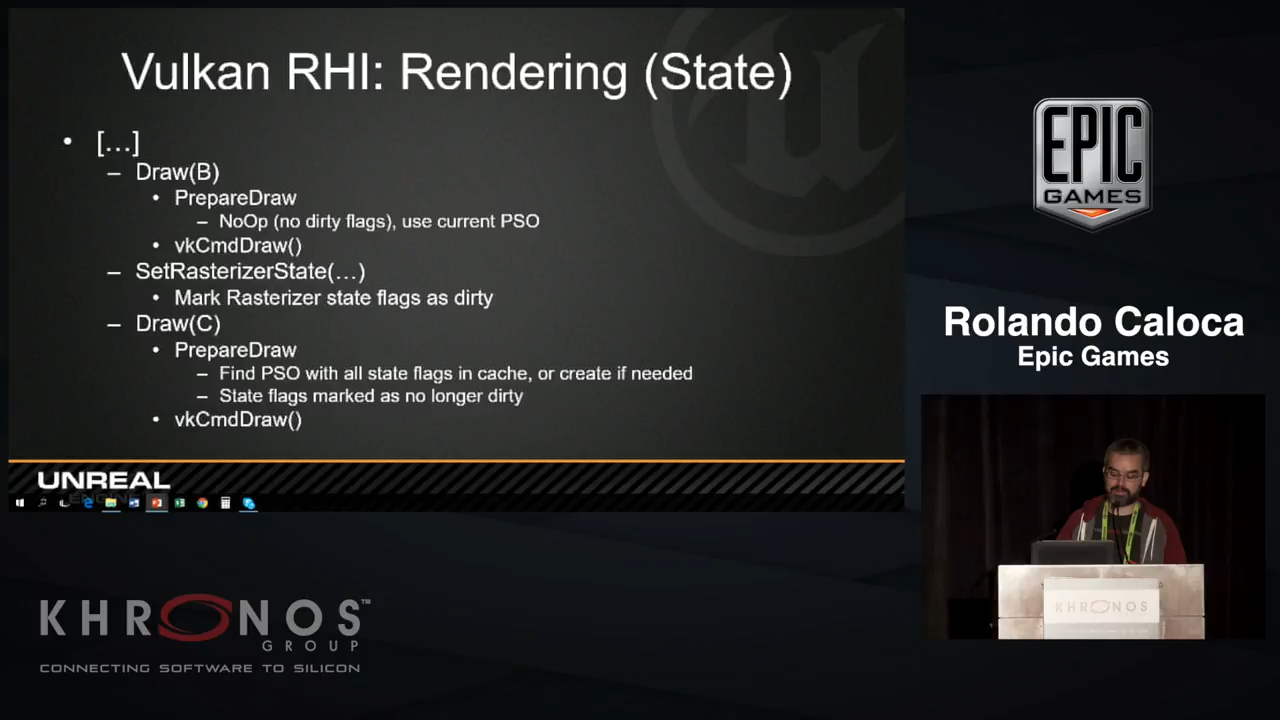 Vulkan RHI: Rendering (State)
• […]
– Draw(B)
• PrepareDraw
– NoOp (no dirty flags), use current PSO
• vkCmdDraw()
– SetRasterizerState(…)
• Mark Rasterizer state flags as dirty
– Draw(C)
• PrepareDraw
– Find PSO with all state flags in cache, or create if needed
– State flags marked as no longer dirty
• vkCmdDraw()
UNREAL
ENGINE
EPIC
GAMES
Rolando Caloca
Epic Games
KHRONOS
KHRONOS™
GROUP
CONNECTING SOFTWARE TO SILICON